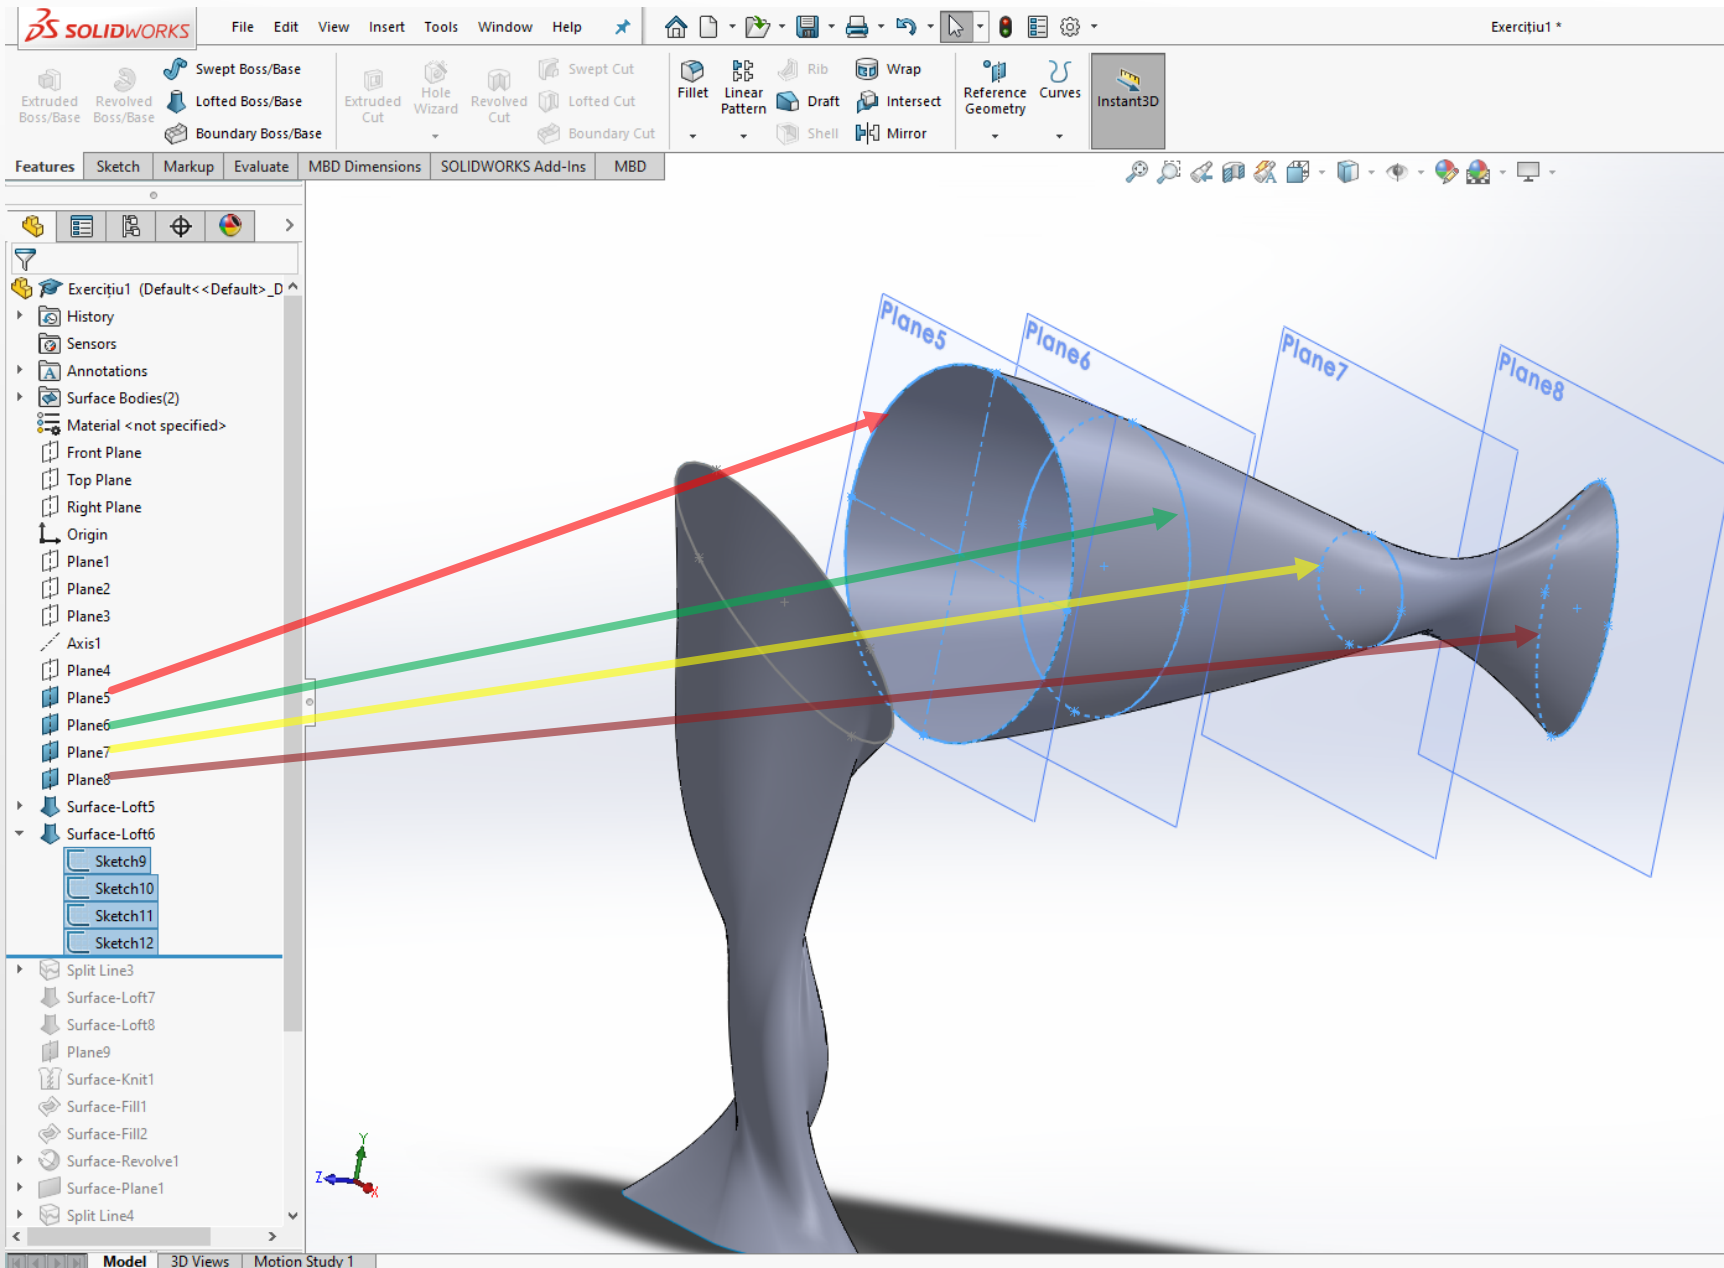 SOLIDWORKS File Edit View Insert Tools Window Help Exercițiu1 *
Extruded Boss/Base
Revolved Boss/Base
Swept Boss/Base
Lofted Boss/Base
Boundary Boss/Base
Extruded Cut
Hole Wizard
Revolved Cut
Swept Cut
Lofted Cut
Boundary Cut
Fillet
Linear Pattern
Rib
Draft
Shell
Wrap
Intersect
Mirror
Reference Geometry
Curves
Instant3D
Features Sketch Markup Evaluate MBD Dimensions SOLIDWORKS Add-Ins MBD
Exercițiu1 (Default<<Default>_D
History
Sensors
Annotations
Surface Bodies(2)
Material <not specified>
Front Plane
Top Plane
Right Plane
Origin
Plane1
Plane2
Plane3
Axis1
Plane4
Plane5
Plane6
Plane7
Plane8
Surface-Loft5
Surface-Loft6
Sketch9
Sketch10
Sketch11
Sketch12
Split Line3
Surface-Loft7
Surface-Loft8
Plane9
Surface-Knit1
Surface-Fill1
Surface-Fill2
Surface-Revolve1
Surface-Plane1
Split Line4
Plane5
Plane6
Plane7
Plane8
Y
Z
X
Model 3D Views Motion Study 1